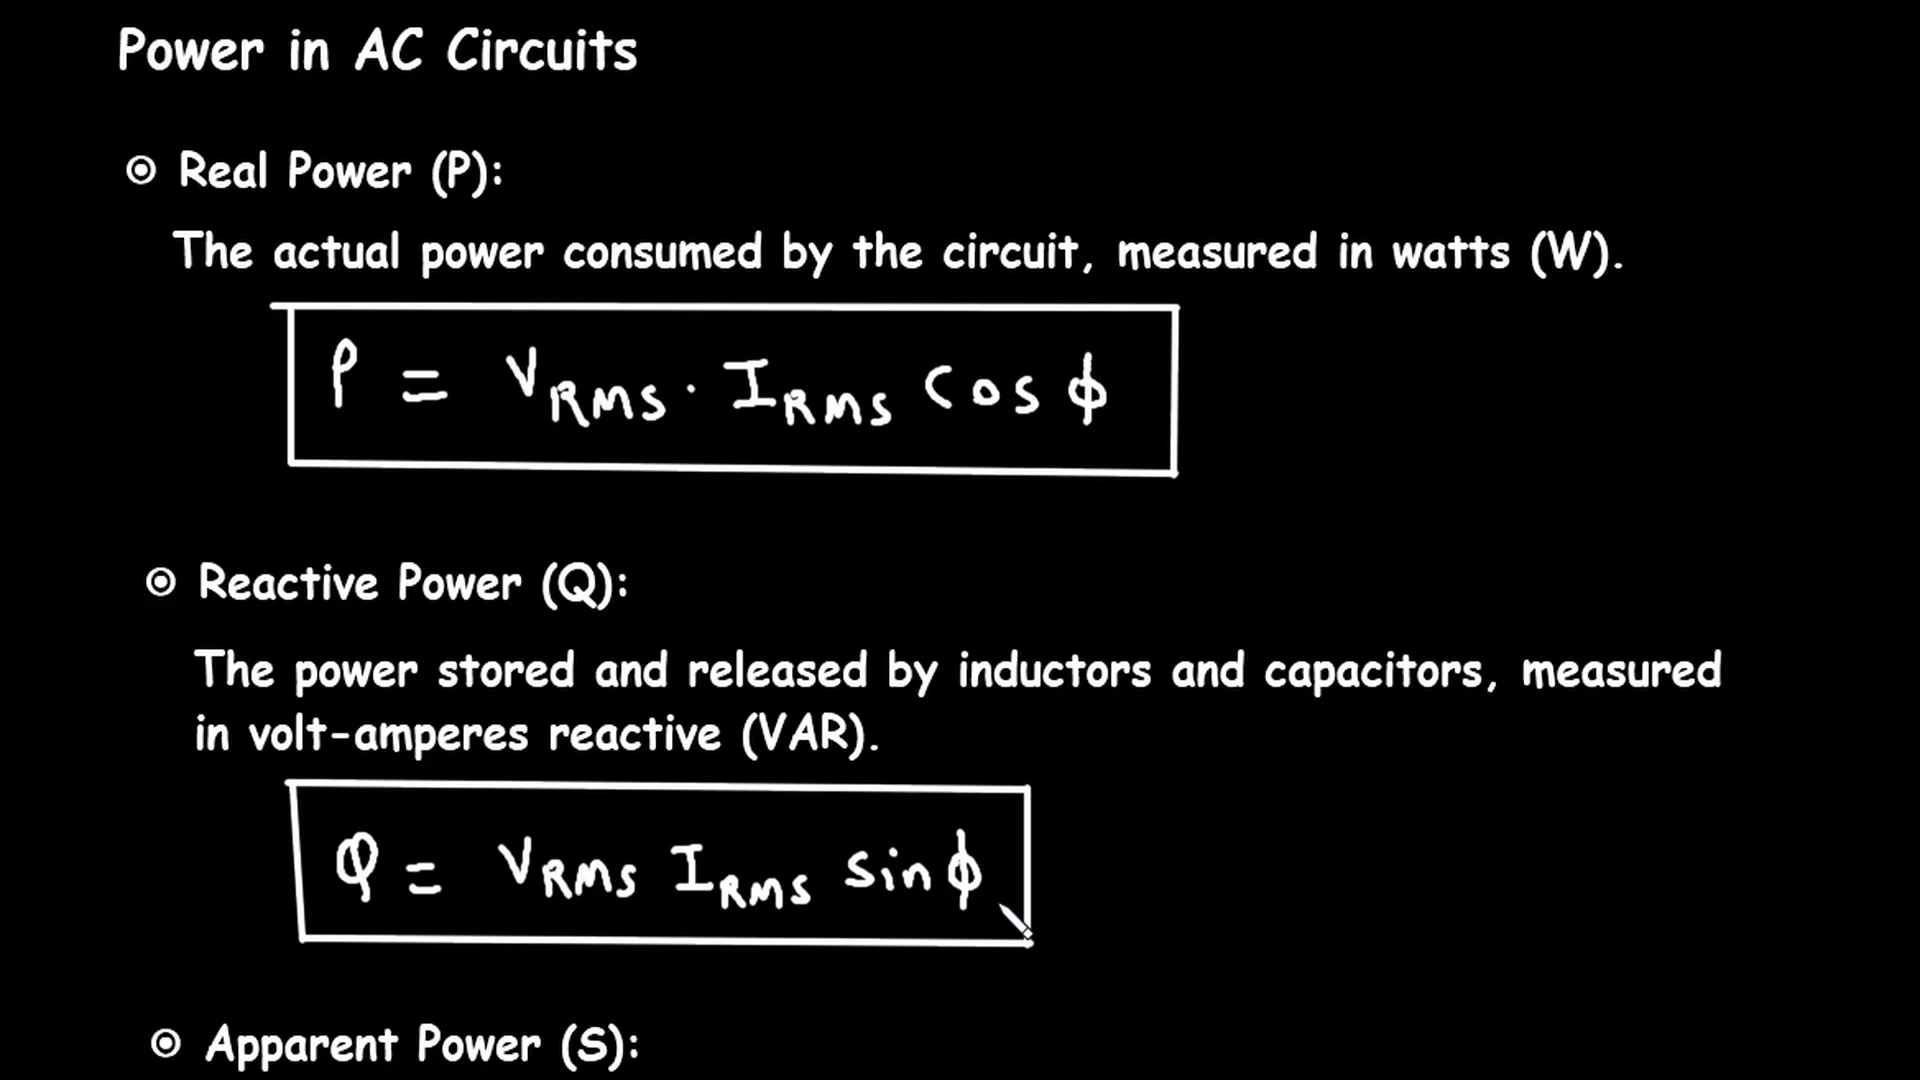 Power in AC Circuits
Real Power (P):
The actual power consumed by the circuit, measured in watts (W).
P = VRMS · IRMS cos ϕ
Reactive Power (Q):
The power stored and released by inductors and capacitors, measured
in volt-amperes reactive (VAR).
Q = VRMS IRMS sin ϕ
Apparent Power (S):